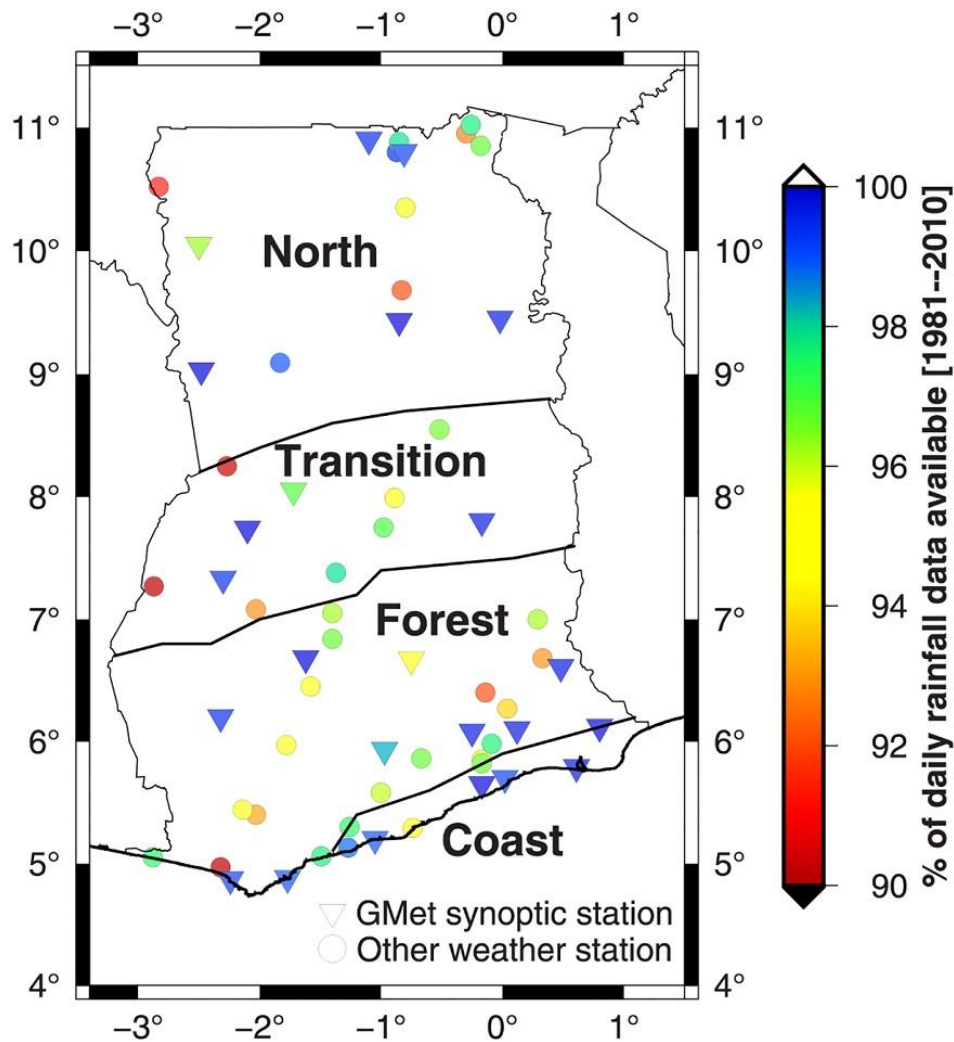 −3° −2° −1° 0° 1°
11° 11°
10° 10°
9° 9°
8° 8°
7° 7°
6° 6°
5° 5°
4° 4°
North
Transition
Forest
Coast
GMet synoptic station
Other weather station
−3° −2° −1° 0° 1°
100
98
96
94
92
90
% of daily rainfall data available [1981--2010]